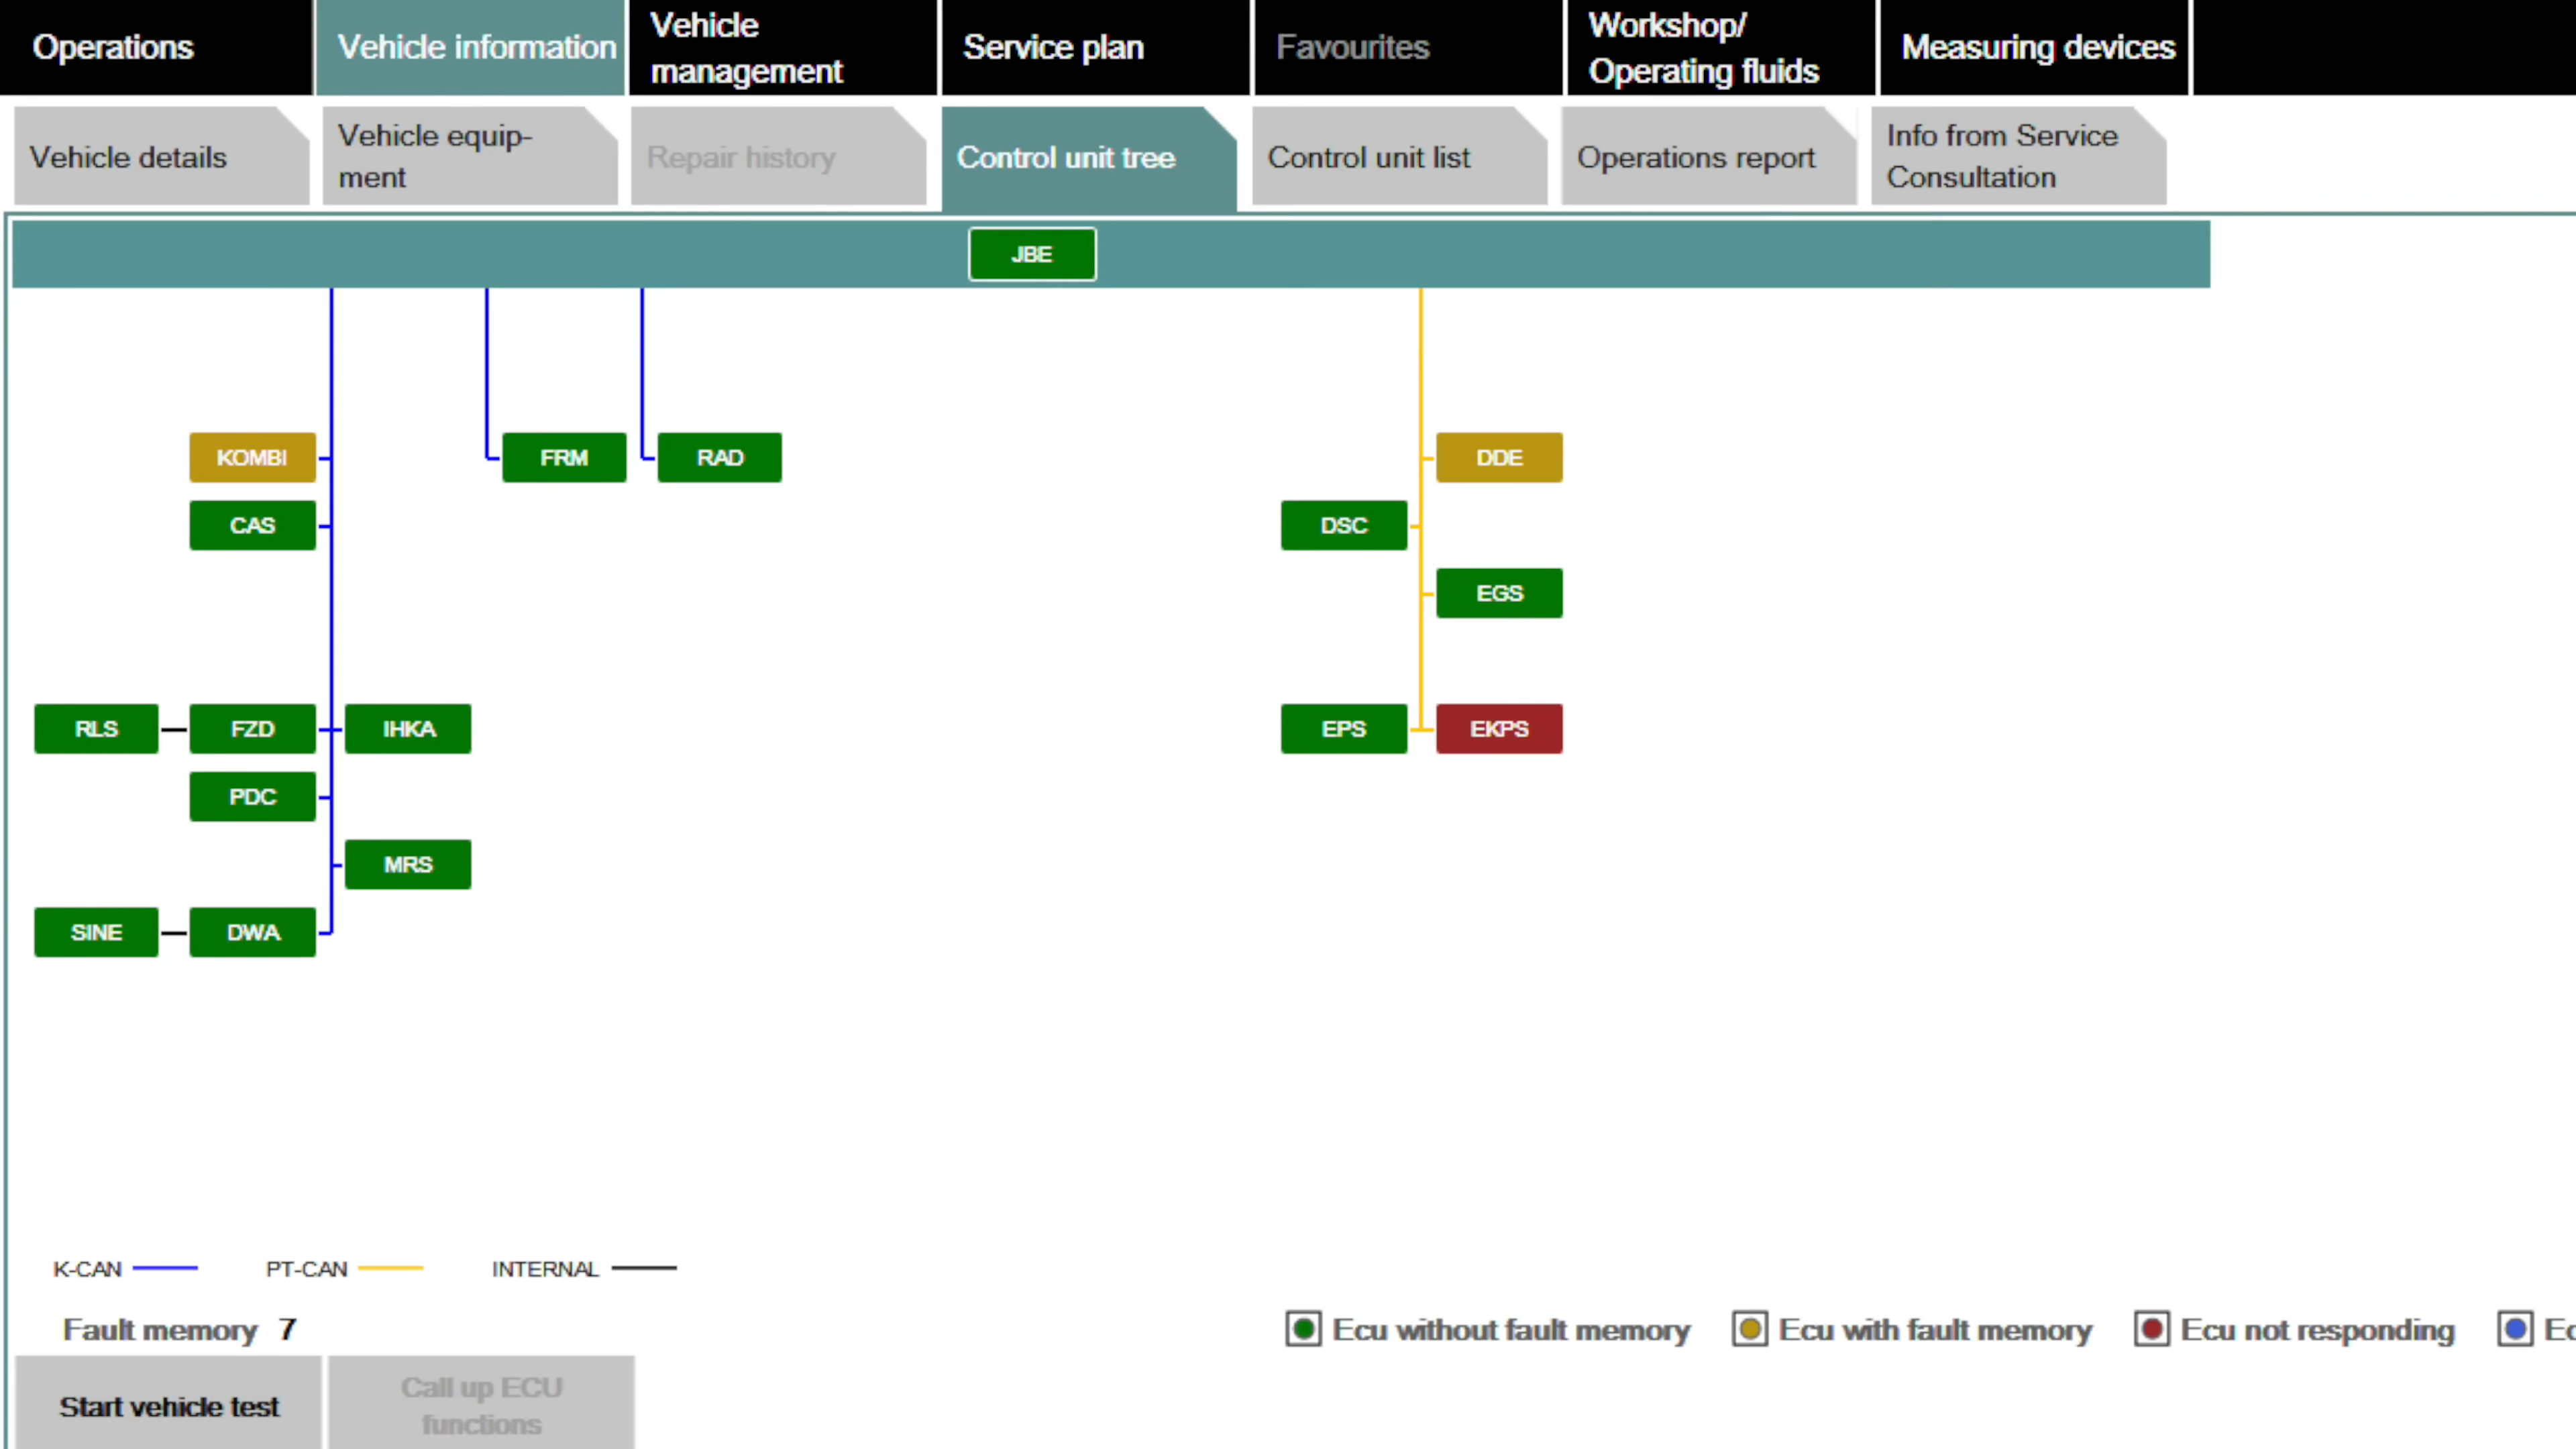 Operations
Vehicle information
Vehicle
management
Service plan
Favourites
Workshop/
Operating fluids
Measuring devices
Vehicle details
Vehicle equip-
ment
Repair history
Control unit tree
Control unit list
Operations report
Info from Service
Consultation
JBE
KOMBI
FRM
RAD
DDE
CAS
DSC
EGS
RLS
FZD
IHKA
EPS
EKPS
PDC
MRS
SINE
DWA
K-CAN
PT-CAN
INTERNAL
Fault memory 7
Ecu without fault memory
Ecu with fault memory
Ecu not responding
Start vehicle test
Call up ECU
functions